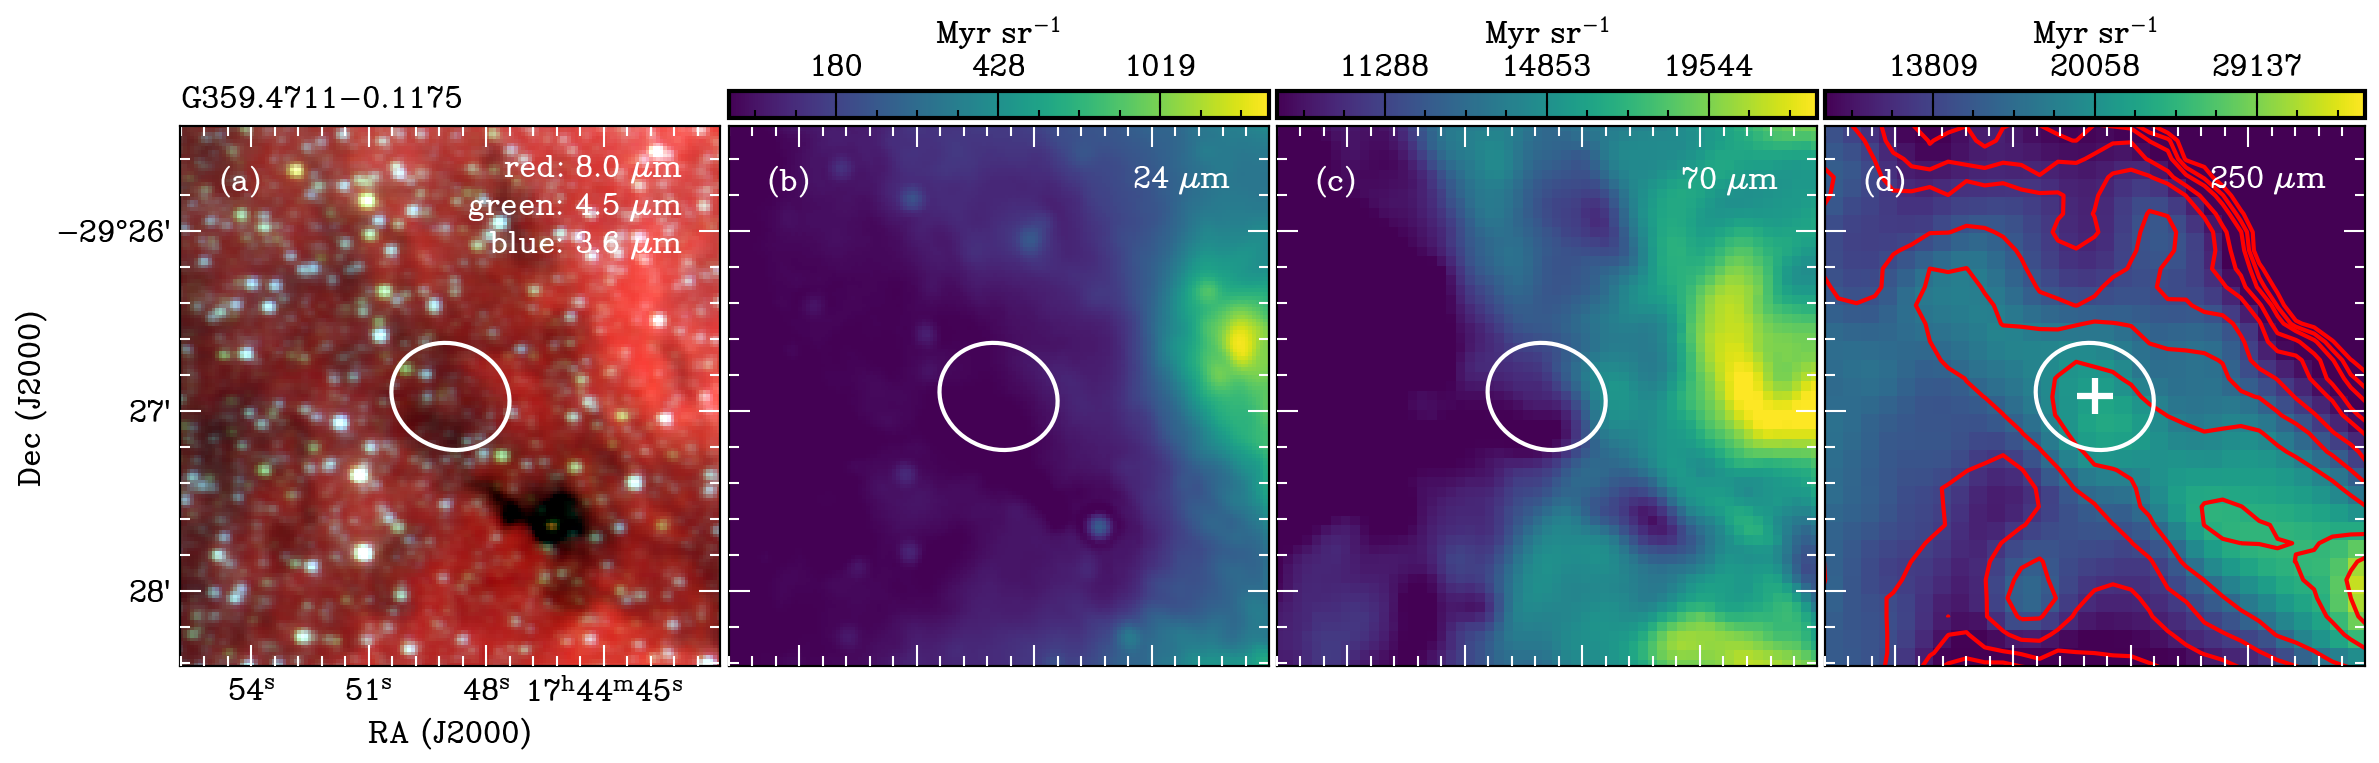 G359.4711−0.1175
(a)
red: 8.0 μm
green: 4.5 μm
blue: 3.6 μm
−29°26'
27'
28'
Dec (J2000)
54ˢ 51ˢ 48ˢ 17ʰ44ᵐ45ˢ
RA (J2000)
Myr sr⁻¹
180 428 1019
(b)
24 μm
Myr sr⁻¹
11288 14853 19544
(c)
70 μm
Myr sr⁻¹
13809 20058 29137
(d)
250 μm